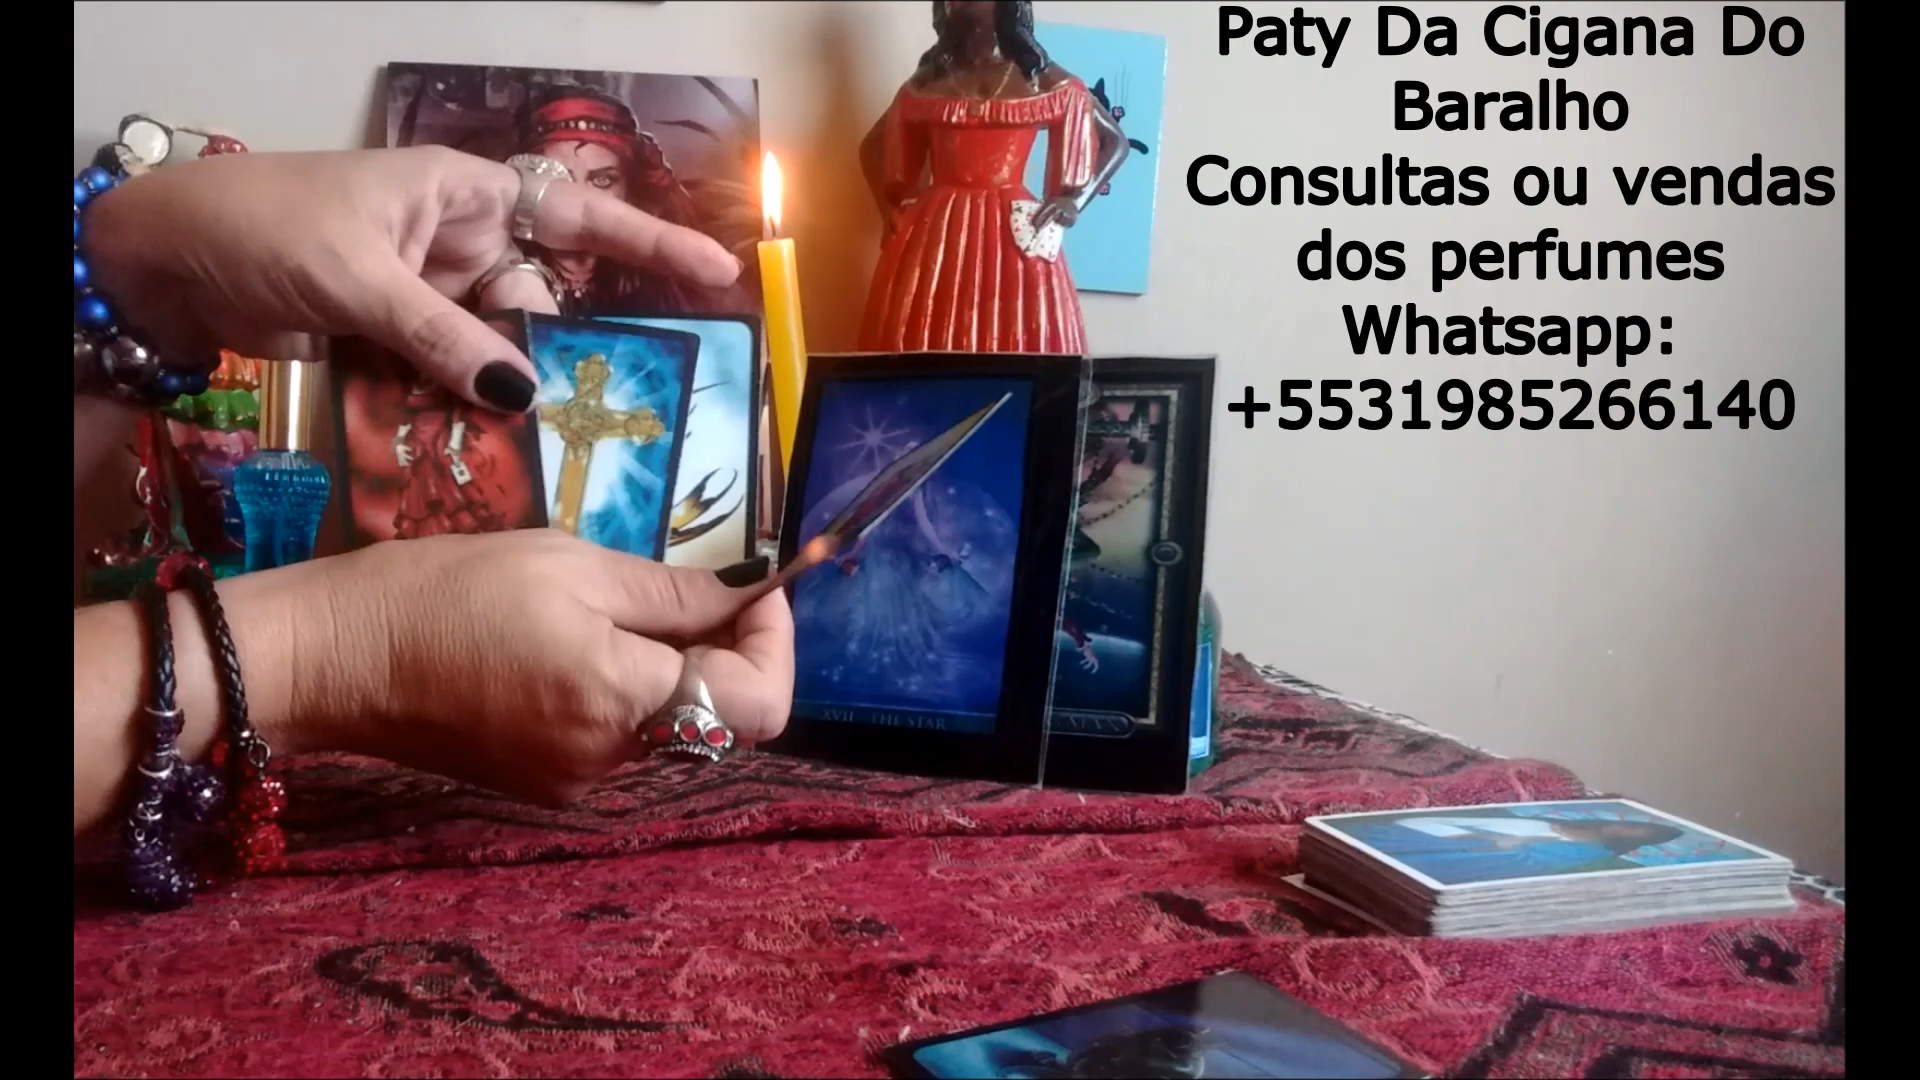 Paty Da Cigana Do
Baralho
Consultas ou vendas
dos perfumes
Whatsapp:
+5531985266140
XVII THE STAR